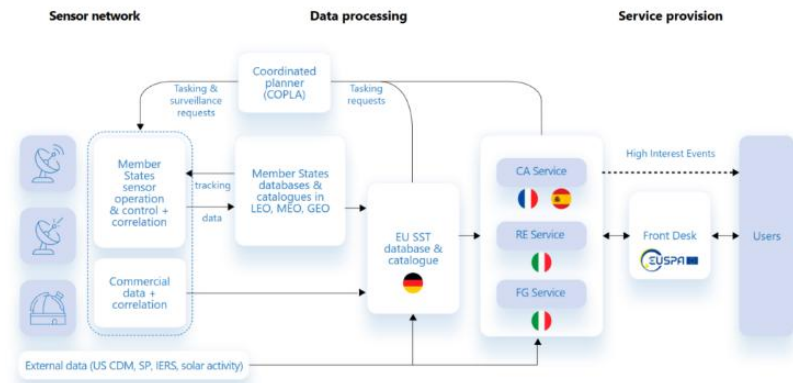 Sensor network
Data processing
Service provision
Coordinated
planner
(COPLA)
Tasking &
surveillance
requests
Tasking
requests
Member
States
sensor
operation
& control +
correlation
tracking
data
Member States
databases &
catalogues in
LEO, MEO, GEO
Commercial
data +
correlation
EU SST
database &
catalogue
CA Service
RE Service
FG Service
High Interest Events
Front Desk
EUSPA
Users
External data (US CDM, SP, IERS, solar activity)